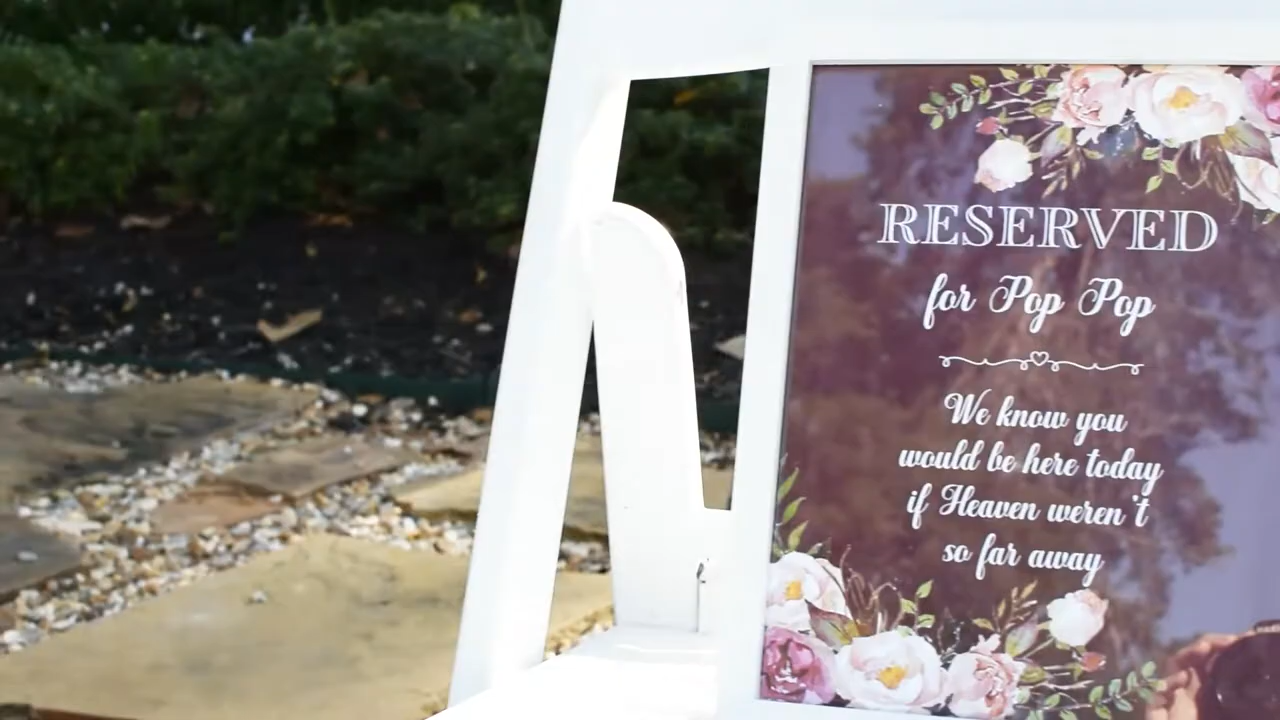 RESERVED
for Pop Pop
We know you
would be here today
if Heaven weren't
so far away